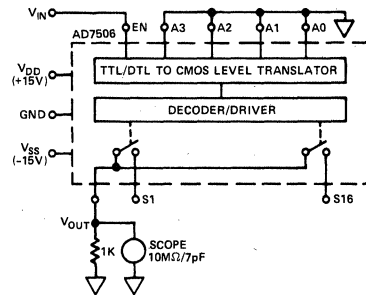 VIN
EN A3 A2 A1 A0
AD7506
VDD
(+15V)
TTL/DTL TO CMOS LEVEL TRANSLATOR
GND
DECODER/DRIVER
VSS
(-15V)
S1
S16
VOUT
1K
SCOPE
10MΩ/7pF